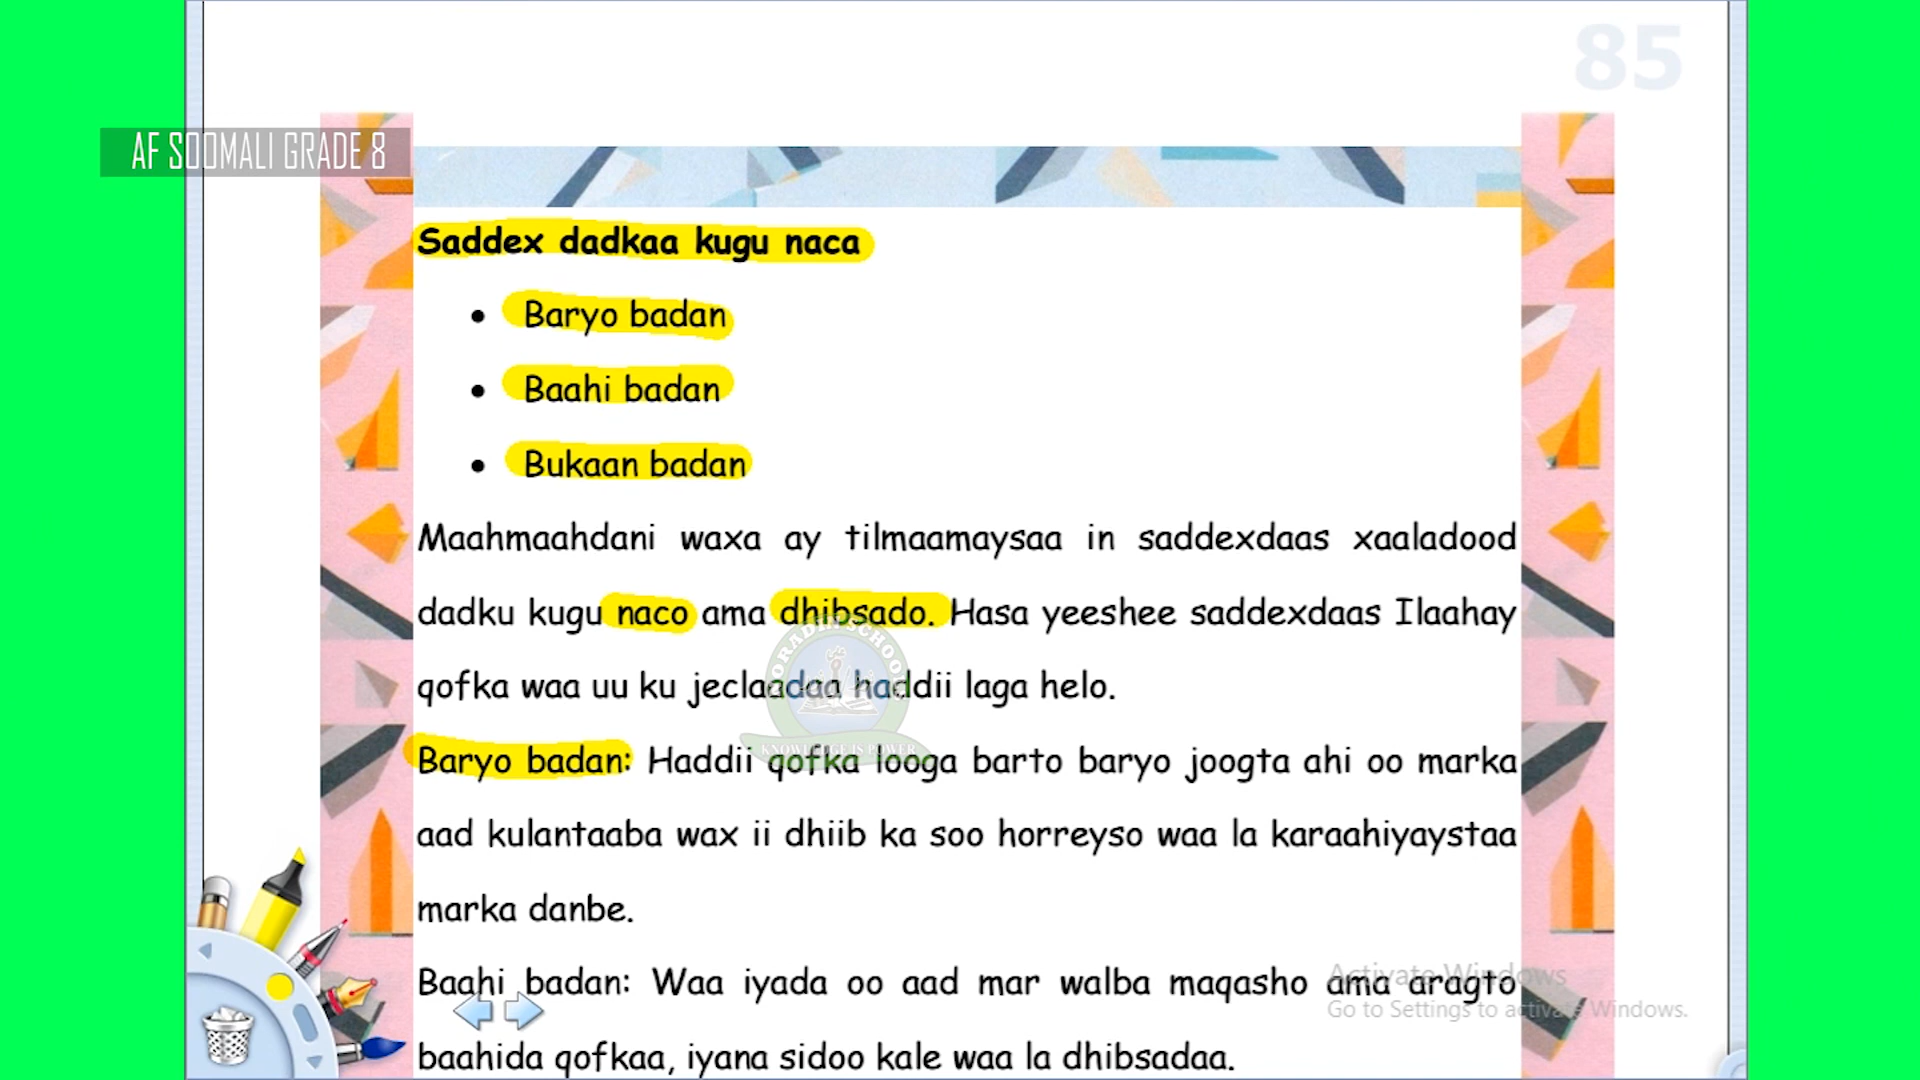 85
AF SOOMALI GRADE 8
Saddex dadkaa kugu naca
• Baryo badan
• Baahi badan
• Bukaan badan
Maahmaahdani waxa ay tilmaamaysaa in saddexdaas xaaladood
dadku kugu naco ama dhibsado. Hasa yeeshee saddexdaas Ilaahay
qofka waa uu ku jeclaadaa haddii laga helo.
KNOWLEDGE IS POWER
Baryo badan: Haddii qofka looga barto baryo joogta ahi oo marka
aad kulantaaba wax ii dhiib ka soo horreyso waa la karaahiyaystaa
marka danbe.
Baahi badan: Waa iyada oo aad mar walba maqasho ama aragto
baahida qofkaa, iyana sidoo kale waa la dhibsadaa.
Activate Windows
Go to Settings to activate Windows.